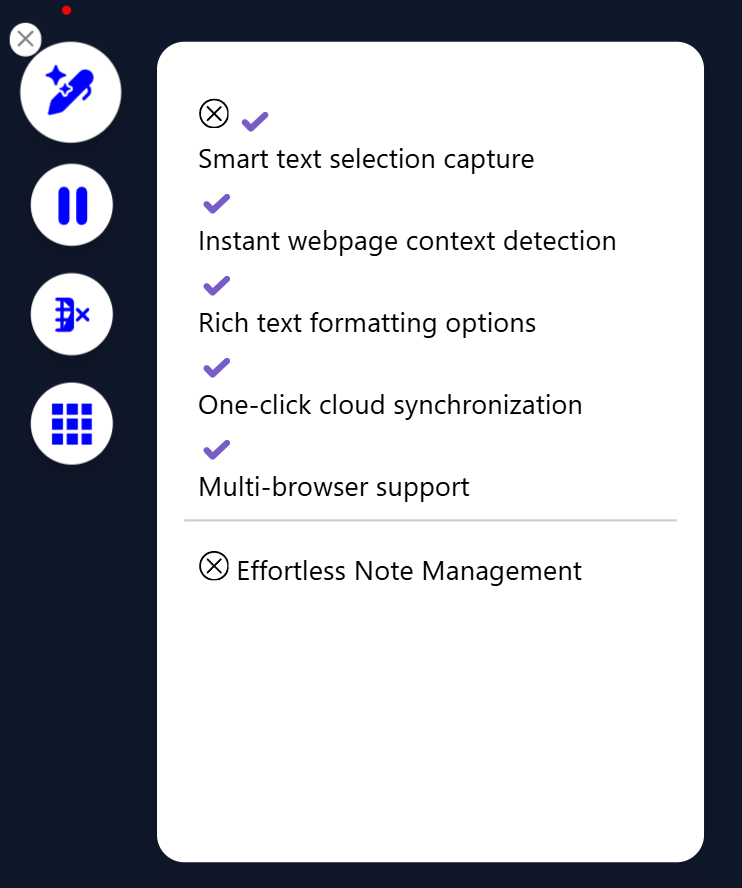 Smart text selection capture
Instant webpage context detection
Rich text formatting options
One-click cloud synchronization
Multi-browser support
Effortless Note Management